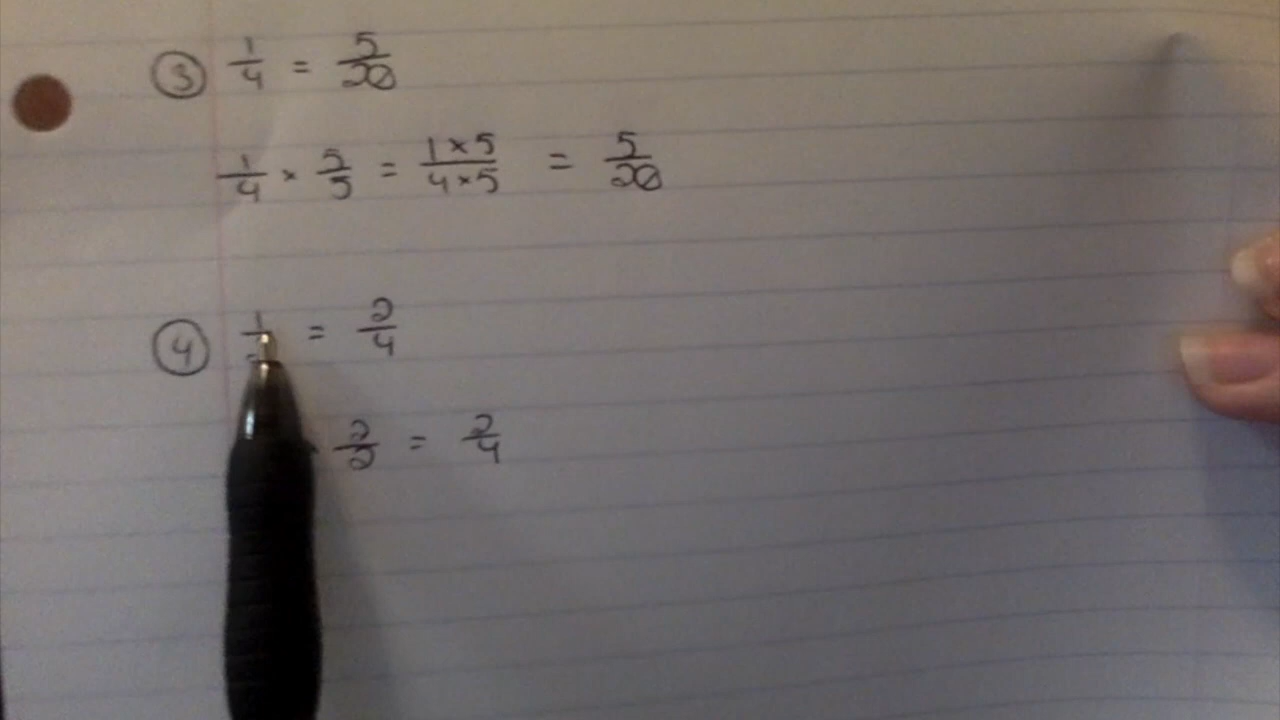 ③ 1/4 = 5/20
1/4 × 5/5 = 1×5/4×5 = 5/20
④ 1/ = 2/4
2/2 = 2/4